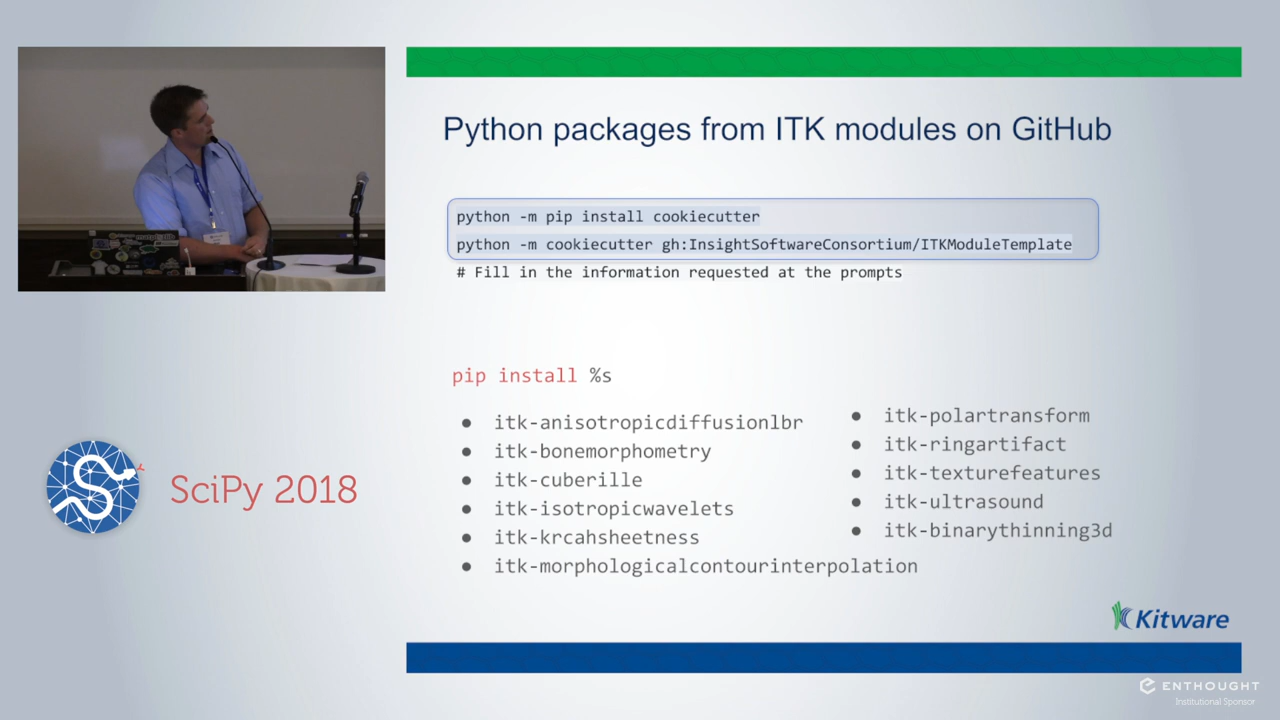 Python packages from ITK modules on GitHub
python -m pip install cookiecutter
python -m cookiecutter gh:InsightSoftwareConsortium/ITKModuleTemplate
# Fill in the information requested at the prompts
pip install %s
● itk-anisotropicdiffusionlbr
● itk-bonemorphometry
● itk-cuberille
● itk-isotropicwavelets
● itk-krcahsheetness
● itk-morphologicalcontourinterpolation
● itk-polartransform
● itk-ringartifact
● itk-texturefeatures
● itk-ultrasound
● itk-binarythinning3d
SciPy 2018
Kitware
ENTHOUGHT
Institutional Sponsor